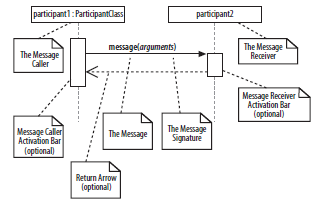 participant1 : ParticipantClass
participant2
The Message
Caller
message(arguments)
The Message
Receiver
Message Caller
Activation Bar
(optional)
Return Arrow
(optional)
The Message
The Message
Signature
Message Receiver
Activation Bar
(optional)